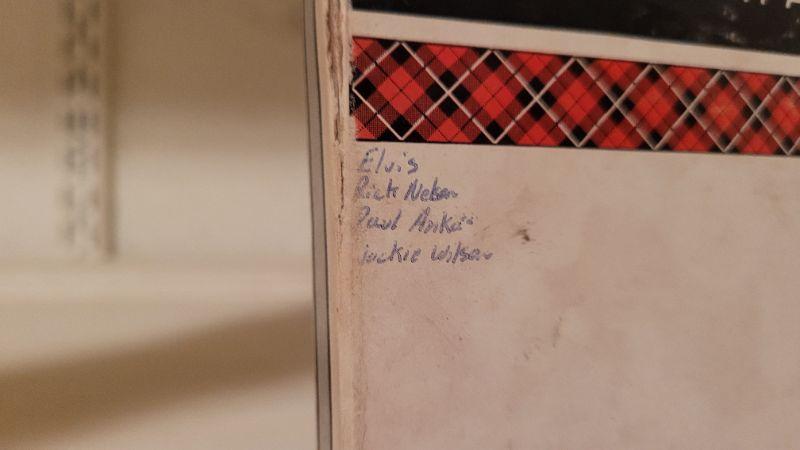 Elvis
Rick Nelson
Paul Anka
Jackie Wilson